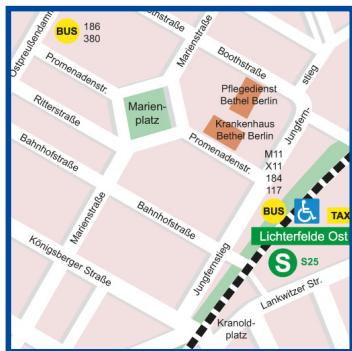 BUS
186
380
Ostpreußendamm
Marienstraße
Boothstraße
Jungfern-
stieg
Promenadenstr.
Pflegedienst
Bethel Berlin
Ritterstraße
Marien-
platz
Krankenhaus
Bethel Berlin
Bahnhofstraße
Promenadenstr.
M11
X11
184
117
BUS
TAXI
Marienstraße
Bahnhofstraße
Lichterfelde Ost
Königsberger Straße
Jungfernstieg
S
S25
Lankwitzer Str.
Kranold-
platz